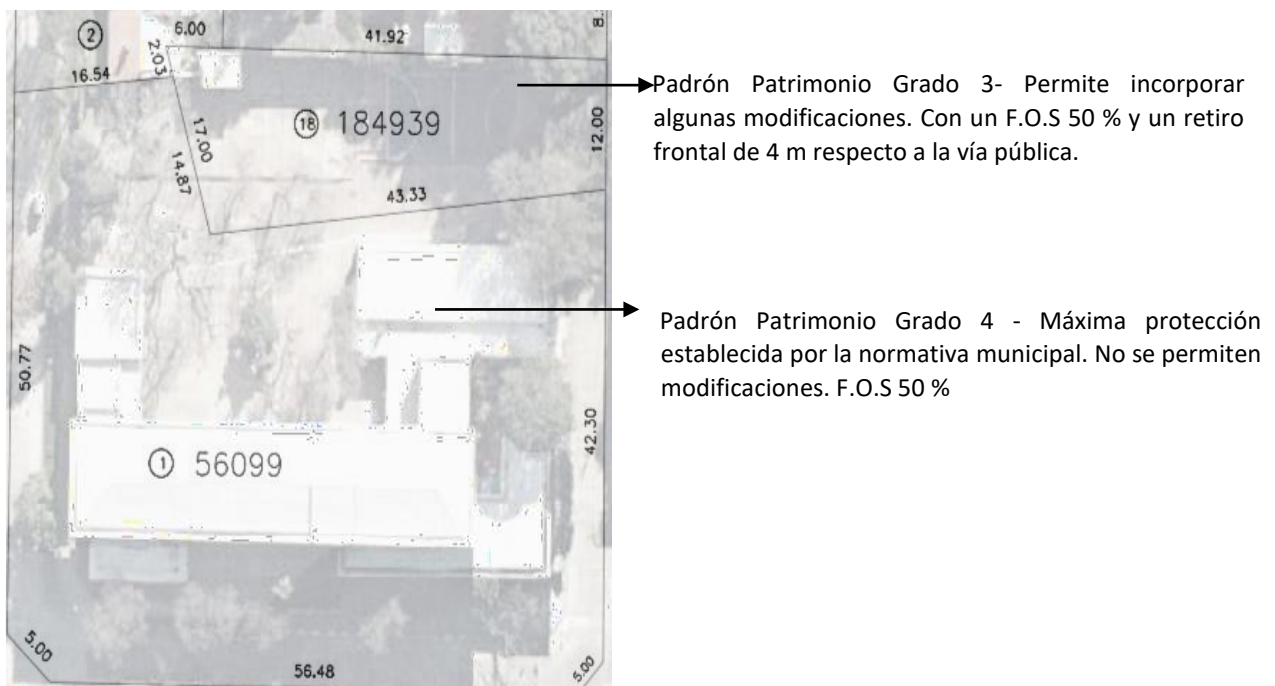 2
6.00
41.92
8.
2.03
16.54
18 184939
17.00
14.87
12.00
43.33
50.77
42.30
1 56099
5.00
56.48
5.00
Padrón Patrimonio Grado 3- Permite incorporar
algunas modificaciones. Con un F.O.S 50 % y un retiro
frontal de 4 m respecto a la vía pública.
Padrón Patrimonio Grado 4 - Máxima protección
establecida por la normativa municipal. No se permiten
modificaciones. F.O.S 50 %